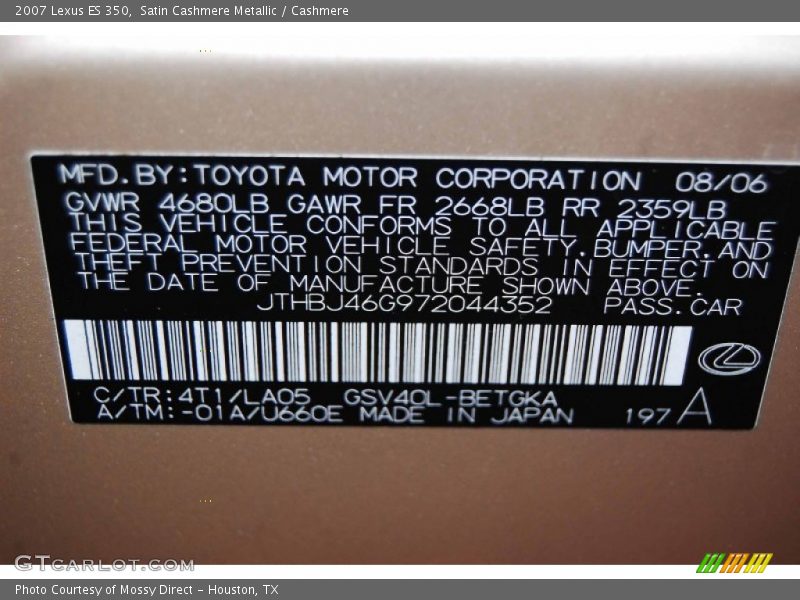 2007 Lexus ES 350, Satin Cashmere Metallic / Cashmere
MFD.BY:TOYOTA MOTOR CORPORATION 08/06
GVWR 4680LB GAWR FR 2668LB RR 2359LB
THIS VEHICLE CONFORMS TO ALL APPLICABLE
FEDERAL MOTOR VEHICLE SAFETY,BUMPER,AND
THEFT PREVENTION STANDARDS IN EFFECT ON
THE DATE OF MANUFACTURE SHOWN ABOVE.
JTHBJ46G972044352 PASS.CAR
C/TR:4T1/LA05 GSV40L-BETGKA
A/TM:-01A/U660E MADE IN JAPAN 197 A
GTCARLOT.COM
Photo Courtesy of Mossy Direct - Houston, TX